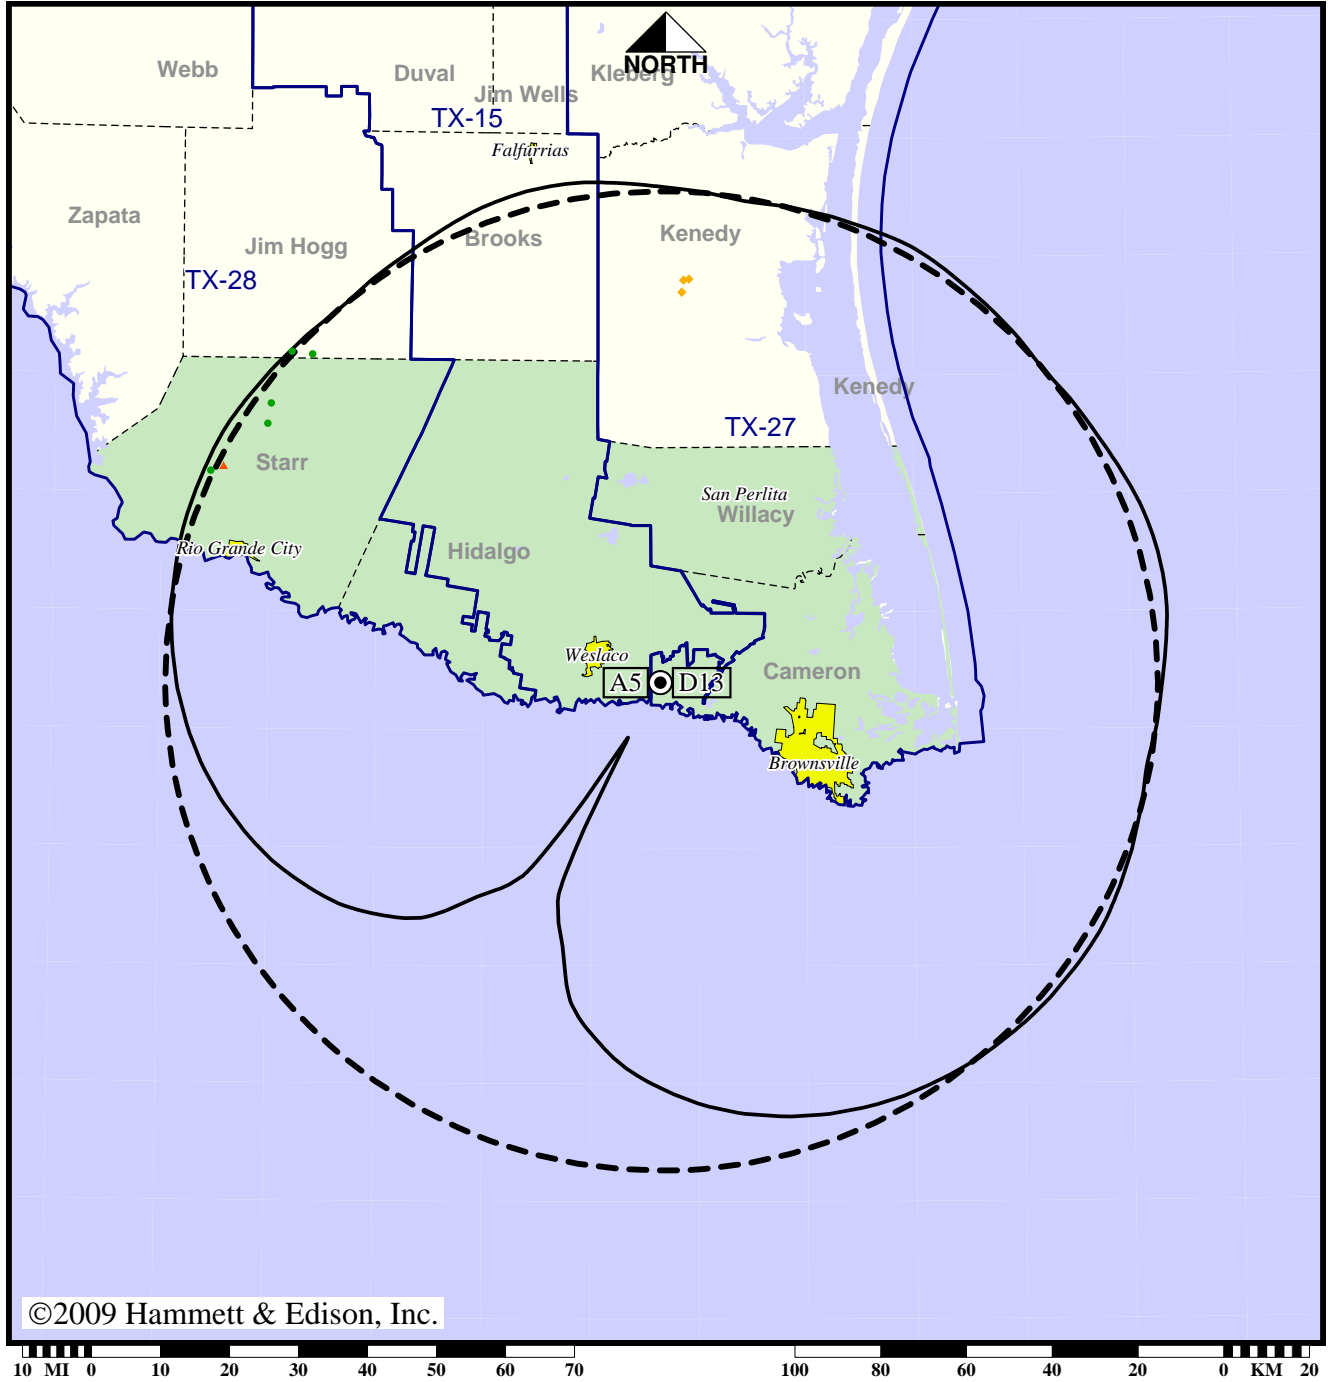 NORTH
Webb
Duval
Kleberg
Jim Wells
TX-15
Falfurrias
Zapata
Jim Hogg
Brooks
Kenedy
TX-28
Kenedy
TX-27
Starr
San Perlita
Willacy
Rio Grande City
Hidalgo
Weslaco
Cameron
A5
D13
Brownsville
©2009 Hammett & Edison, Inc.
10 MI 0 10 20 30 40 50 60 70
100 80 60 40 20 0 KM 20